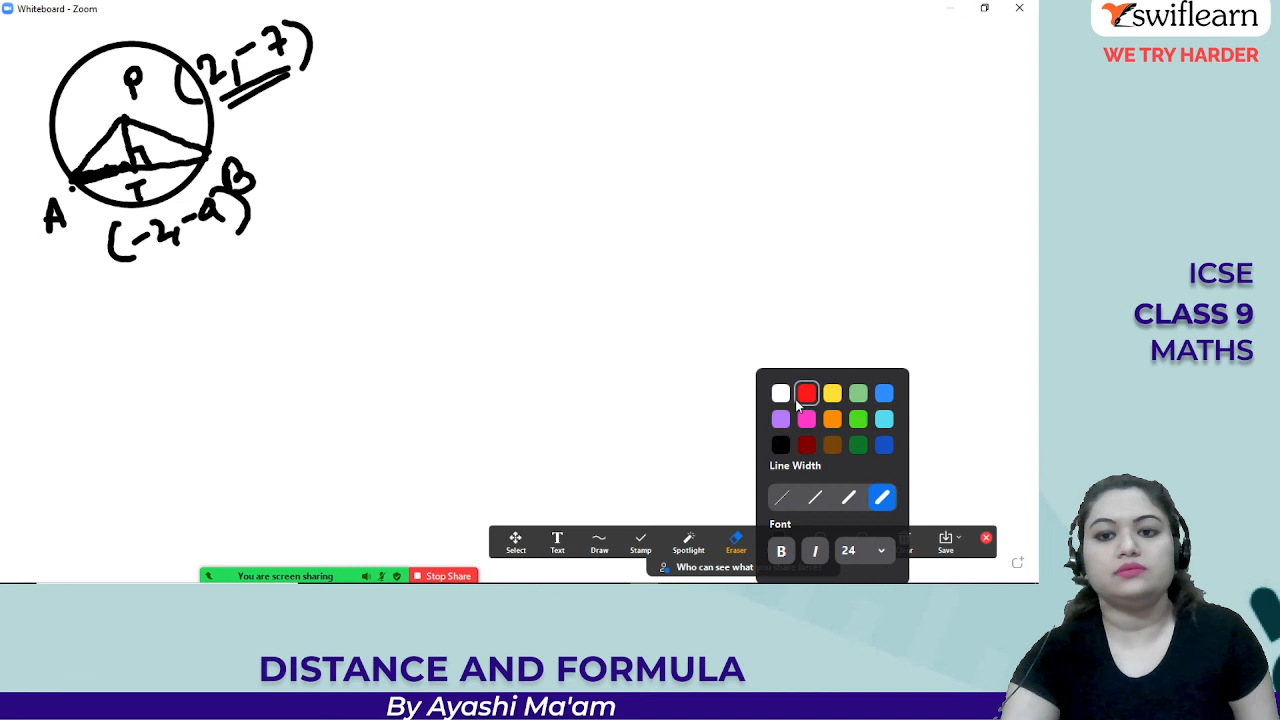 Whiteboard - Zoom
swiflearn
WE TRY HARDER
P
(2, -7)
A
T
B
(-2, -9)
ICSE
CLASS 9
MATHS
Line Width
Font
B I 24
Select
Text
Draw
Stamp
Spotlight
Eraser
Save
Who can see what
You are screen sharing
Stop Share
DISTANCE AND FORMULA
By Ayashi Ma'am